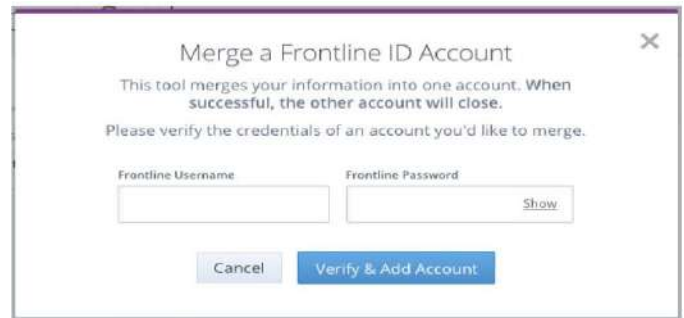 Merge a Frontline ID Account
This tool merges your information into one account. When
successful, the other account will close.
Please verify the credentials of an account you'd like to merge.
Frontline Username
Frontline Password
Show
Cancel
Verify & Add Account